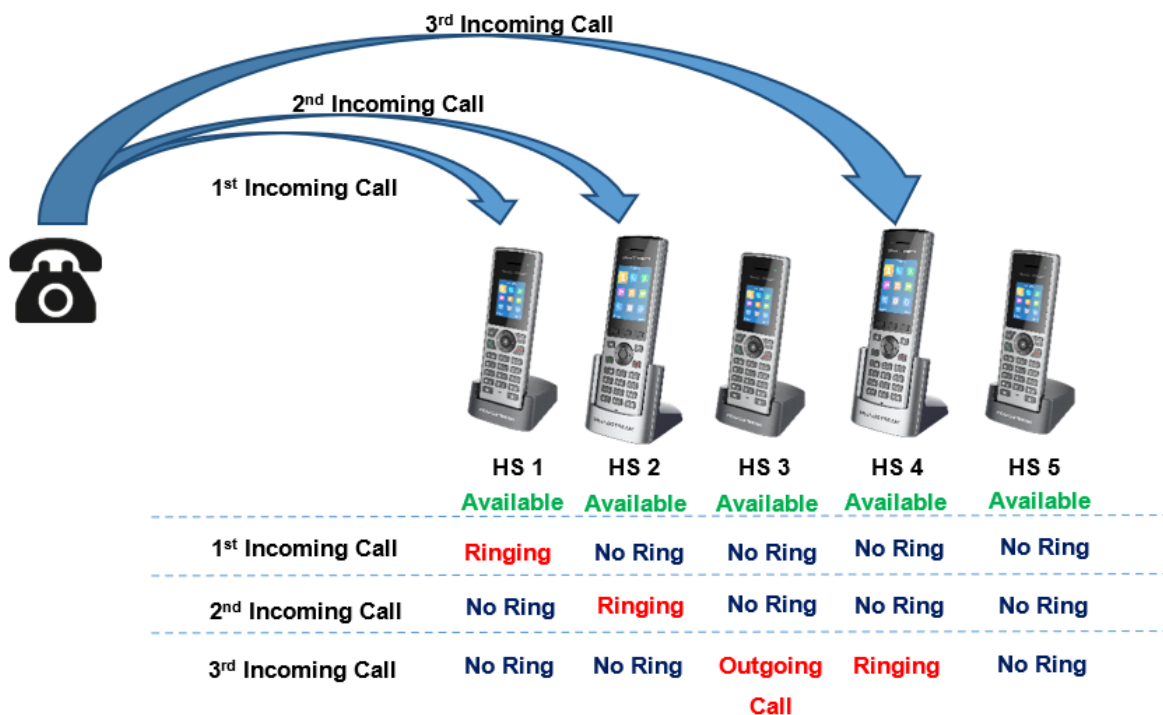 3rd Incoming Call
2nd Incoming Call
1st Incoming Call
HS 1 HS 2 HS 3 HS 4 HS 5
Available Available Available Available Available
1st Incoming Call Ringing No Ring No Ring No Ring No Ring
2nd Incoming Call No Ring Ringing No Ring No Ring No Ring
3rd Incoming Call No Ring No Ring Outgoing Ringing No Ring
Call